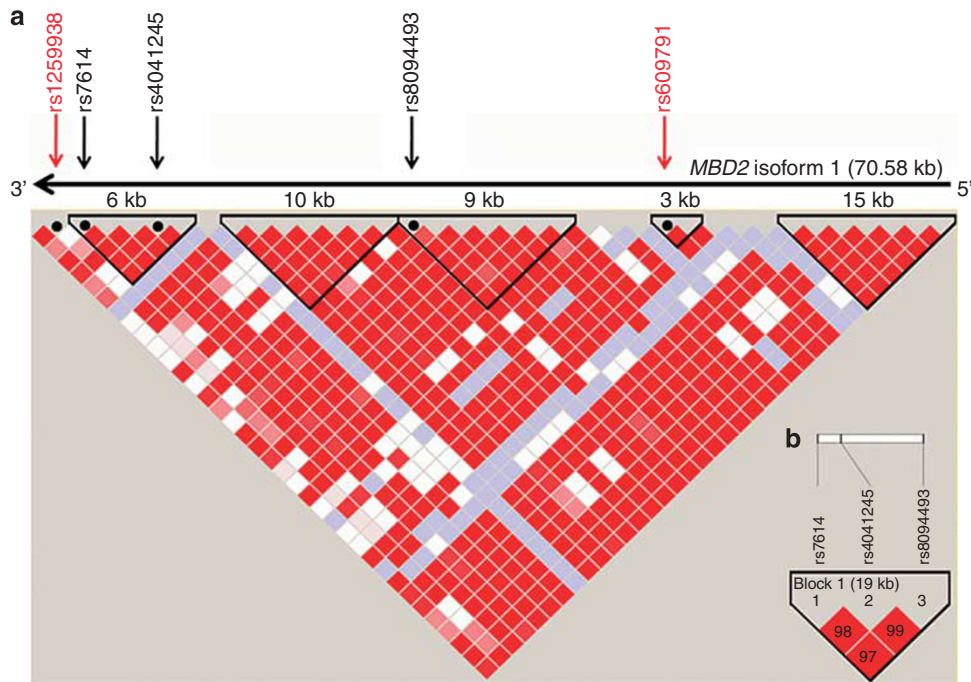 a
rs1259938
rs7614
rs4041245
rs8094493
rs609791
MBD2 isoform 1 (70.58 kb)
3’
5’
6 kb
10 kb
9 kb
3 kb
15 kb
b
rs7614
rs4041245
rs8094493
Block 1 (19 kb)
1 2 3
98 99
97